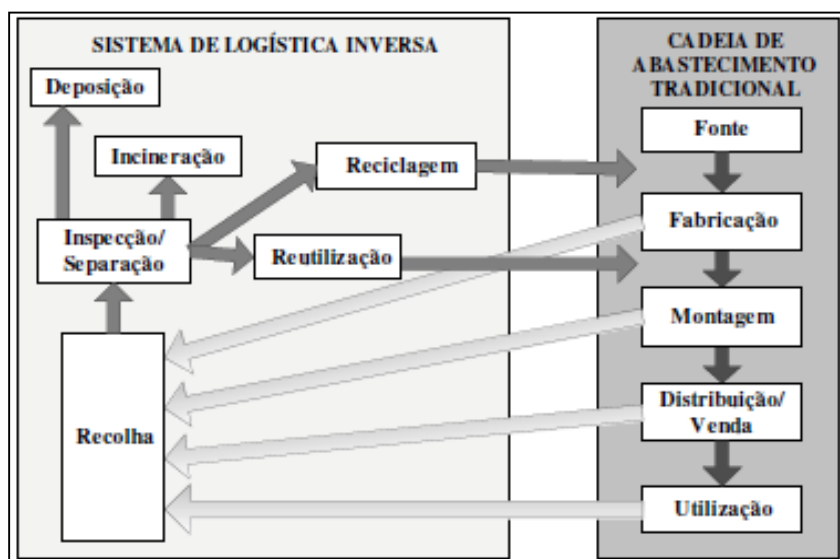 SISTEMA DE LOGÍSTICA INVERSA
CADEIA DE
ABASTECIMENTO
TRADICIONAL
Deposição
Incineração
Reciclagem
Fonte
Inspecção/
Separação
Reutilização
Fabricação
Montagem
Recolha
Distribuição/
Venda
Utilização